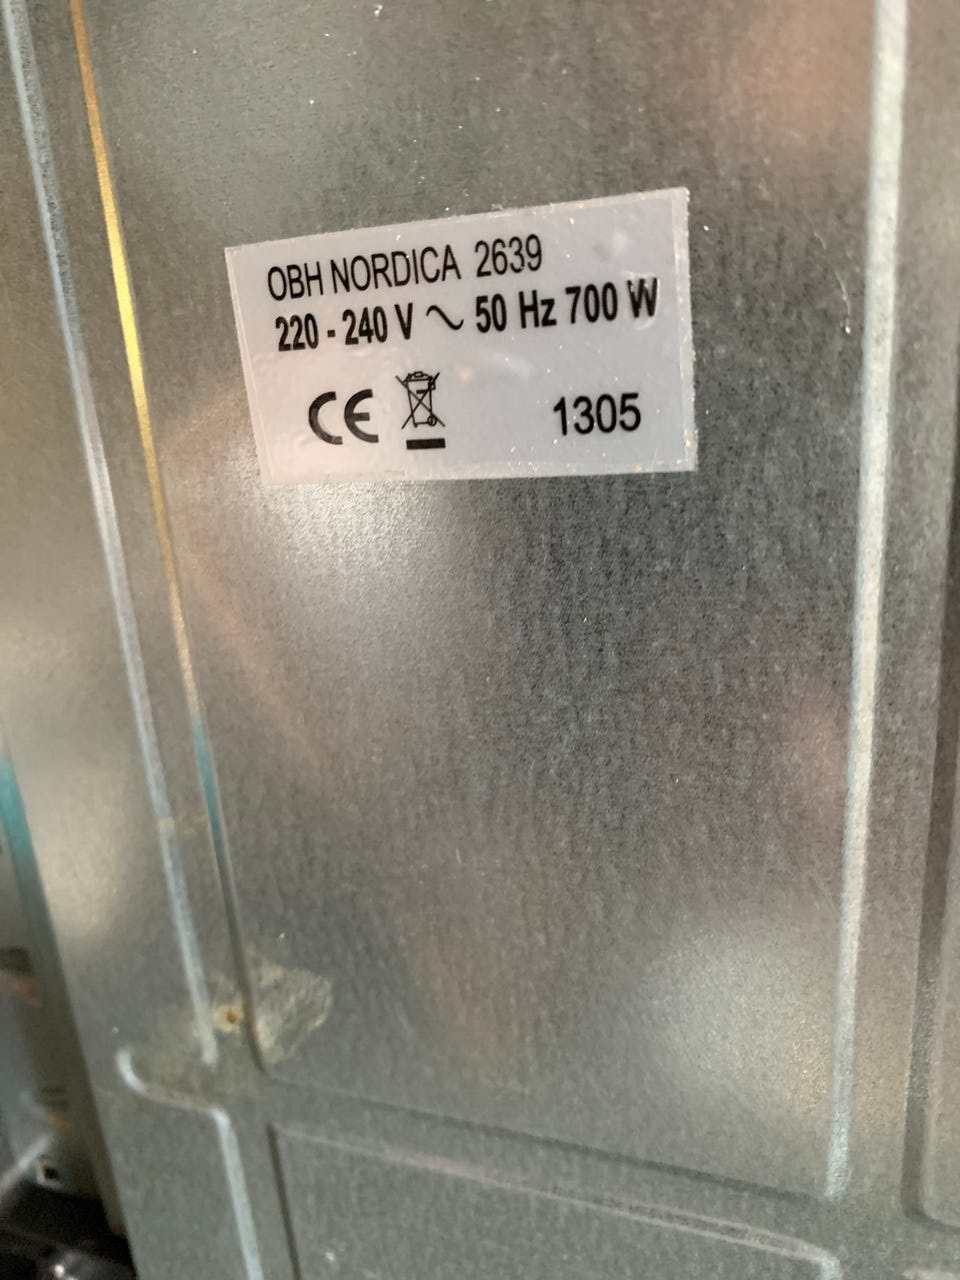 OBH NORDICA 2639
220 - 240 V ~ 50 Hz 700 W
CE 1305